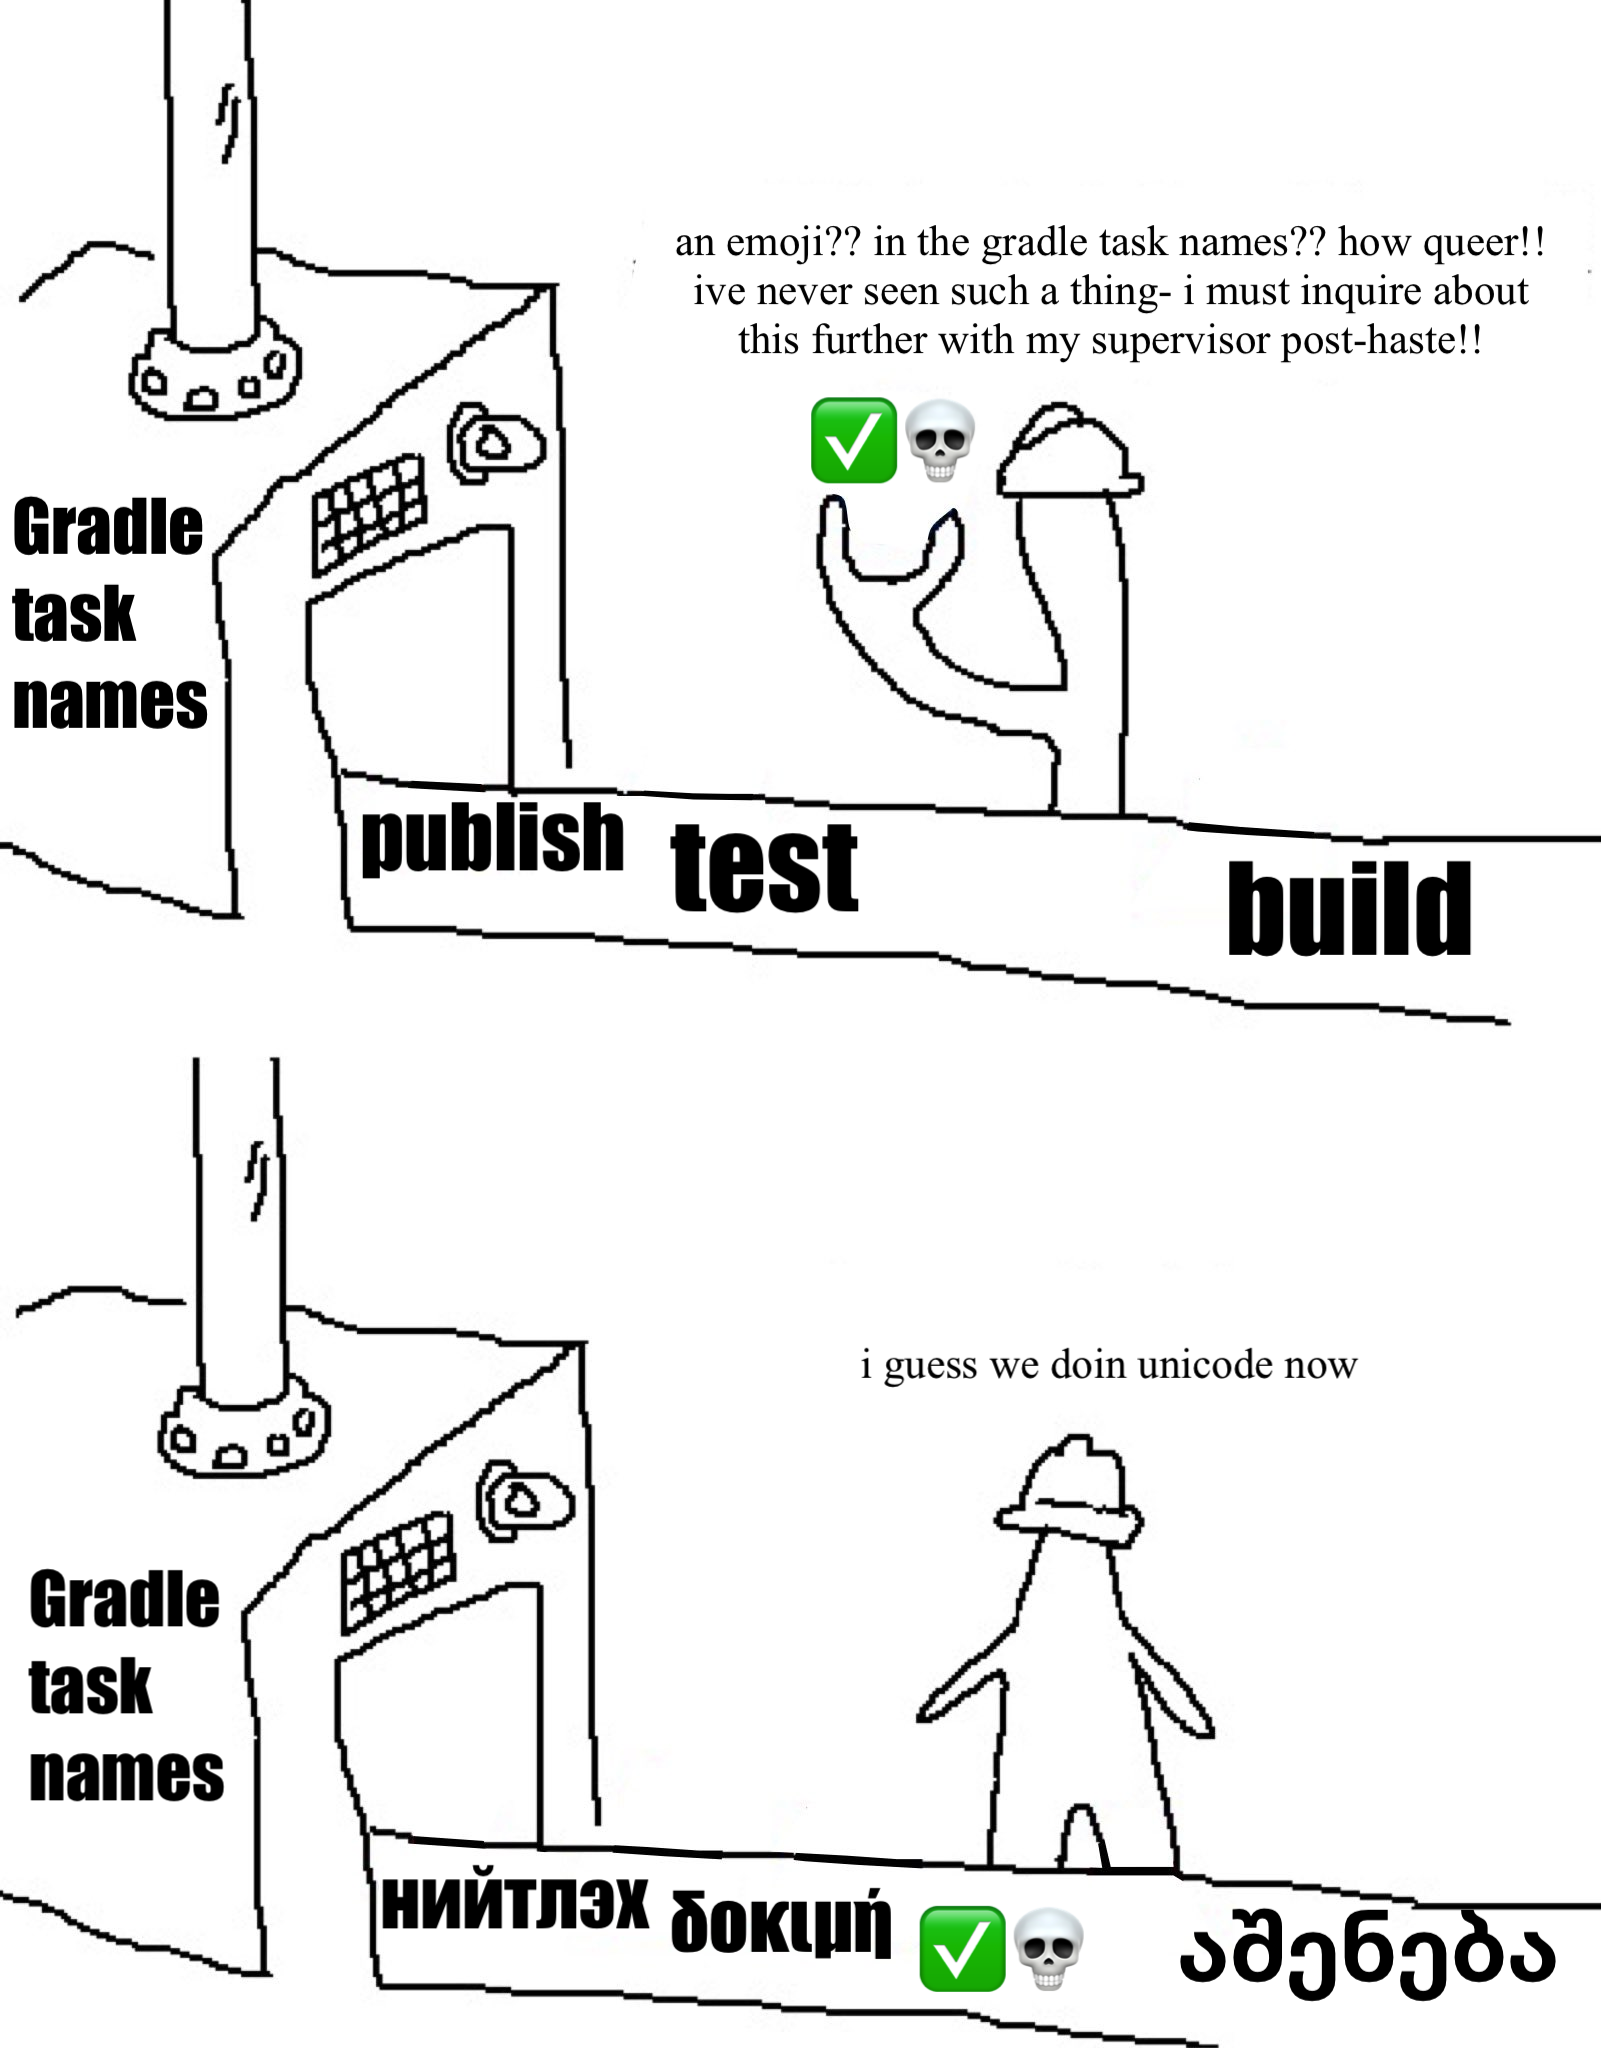 an emoji?? in the gradle task names?? how queer!!
ive never seen such a thing- i must inquire about
this further with my supervisor post-haste!!
✅💀
Gradle
task
names
publish test build
i guess we doin unicode now
Gradle
task
names
нийтлэх δοκιμή ✅💀 აშენება